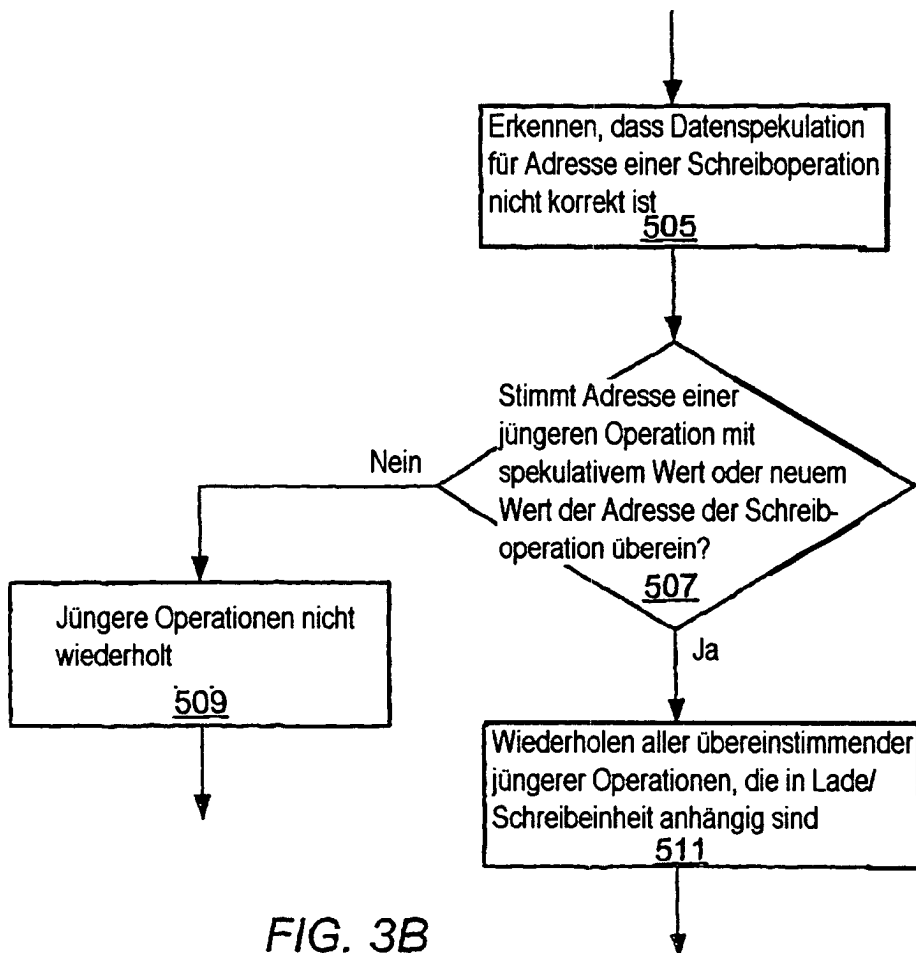 Erkennen, dass Datenspekulation
für Adresse einer Schreiboperation
nicht korrekt ist
505
Stimmt Adresse einer
jüngeren Operation mit
spekulativem Wert oder neuem
Wert der Adresse der Schreib-
operation überein?
507
Nein
Ja
Jüngere Operationen nicht
wiederholt
509
Wiederholen aller übereinstimmender
jüngerer Operationen, die in Lade/
Schreibeinheit anhängig sind
511
FIG. 3B